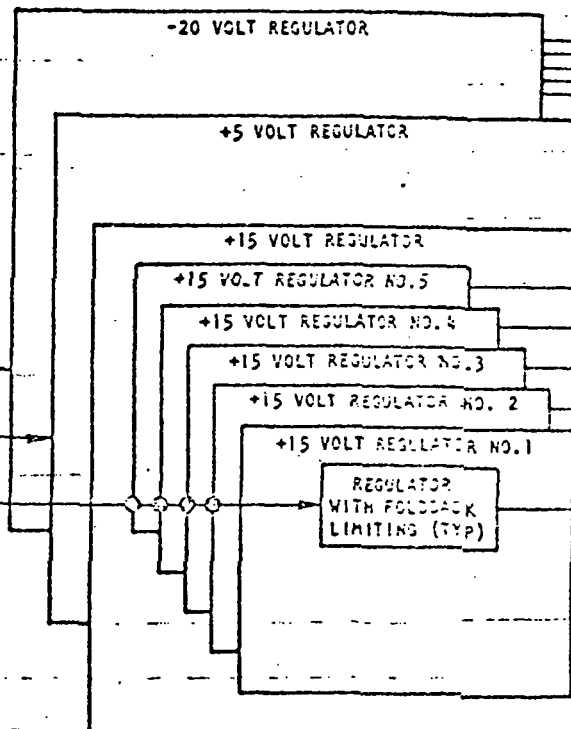 -20 VOLT REGULATOR
+5 VOLT REGULATOR
+15 VOLT REGULATOR
+15 VOLT REGULATOR NO.5
+15 VOLT REGULATOR NO.4
+15 VOLT REGULATOR NO.3
+15 VOLT REGULATOR NO. 2
+15 VOLT REGULATOR NO.1
REGULATOR
WITH FOLDBACK
LIMITING (TYP)